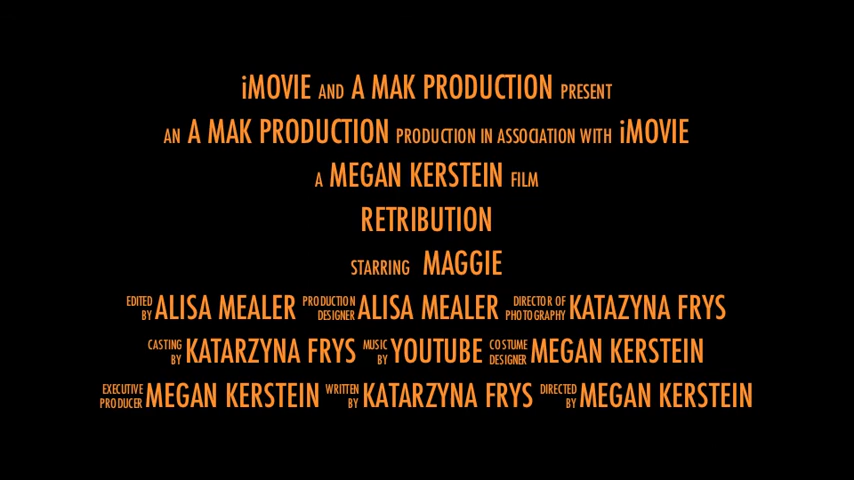 iMOVIE AND A MAK PRODUCTION PRESENT
AN A MAK PRODUCTION PRODUCTION IN ASSOCIATION WITH iMOVIE
A MEGAN KERSTEIN FILM
RETRIBUTION
STARRING MAGGIE
EDITED BY ALISA MEALER PRODUCTION DESIGNER ALISA MEALER DIRECTOR OF PHOTOGRAPHY KATAZYNA FRYS
CASTING BY KATARZYNA FRYS MUSIC BY YOUTUBE COSTUME DESIGNER MEGAN KERSTEIN
EXECUTIVE PRODUCER MEGAN KERSTEIN WRITTEN BY KATARZYNA FRYS DIRECTED BY MEGAN KERSTEIN